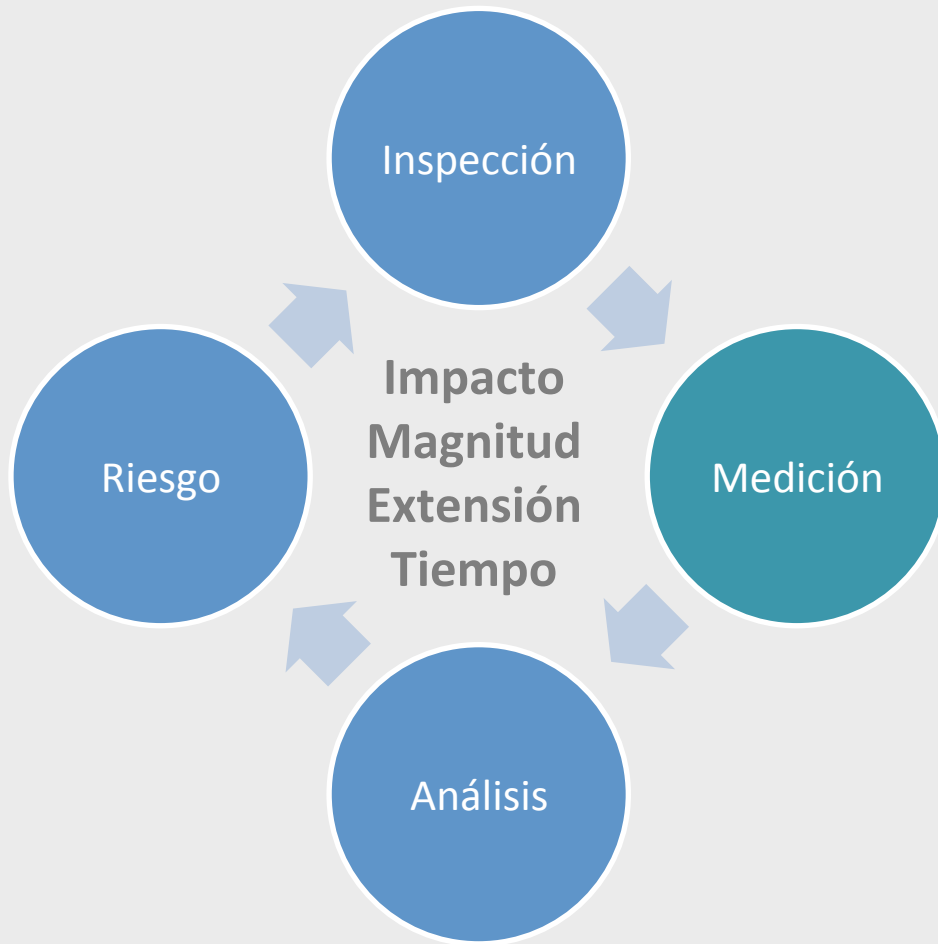 Inspección
Impacto
Magnitud
Extensión
Tiempo
Riesgo
Medición
Análisis